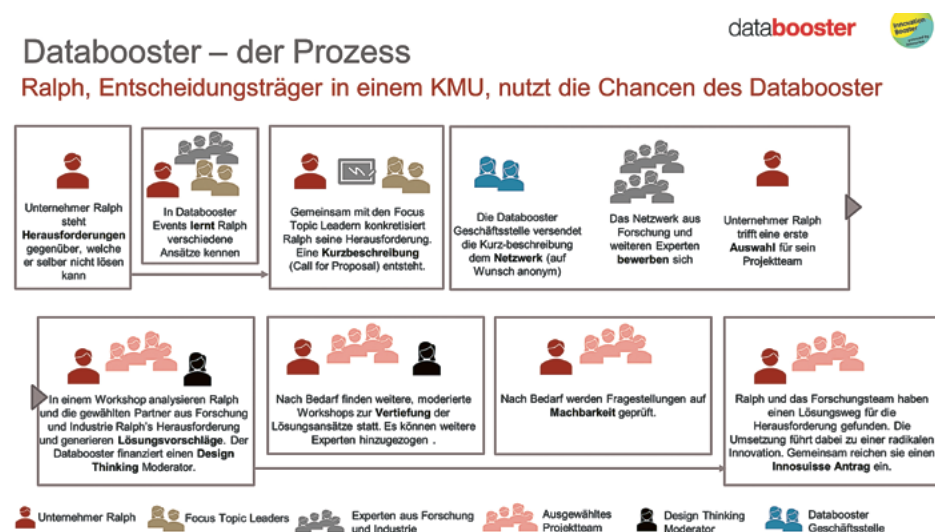 databooster
Innovation
Booster
Databooster – der Prozess
Ralph, Entscheidungsträger in einem KMU, nutzt die Chancen des Databooster
Unternehmer Ralph
steht
Herausforderungen
gegenüber, welche
er selber nicht lösen
kann
In Databooster
Events lernt Ralph
verschiedene
Ansätze kennen
Gemeinsam mit den Focus
Topic Leadern konkretisiert
Ralph seine Herausforderung.
Eine Kurzbeschreibung
(Call for Proposal) entsteht.
Die Databooster
Geschäftsstelle versendet
die Kurz-beschreibung
dem Netzwerk (auf
Wunsch anonym)
Das Netzwerk aus
Forschung und
weiteren Experten
bewerben sich
Unternehmer Ralph
trifft eine erste
Auswahl für sein
Projektteam
In einem Workshop analysieren Ralph
und die gewählten Partner aus Forschung
und Industrie Ralph's Herausforderung
und generieren Lösungsvorschläge. Der
Databooster finanziert einen Design
Thinking Moderator.
Nach Bedarf finden weitere, moderierte
Workshops zur Vertiefung der
Lösungsansätze statt. Es können weitere
Experten hinzugezogen .
Nach Bedarf werden Fragestellungen auf
Machbarkeit geprüft.
Ralph und das Forschungsteam haben
einen Lösungsweg für die
Herausforderung gefunden. Die
Umsetzung führt dabei zu einer radikalen
Innovation. Gemeinsam reichen sie einen
Innosuisse Antrag ein.
Unternehmer Ralph
Focus Topic Leaders
Experten aus Forschung
und Industrie
Ausgewähltes
Projektteam
Design Thinking
Moderator
Databooster
Geschäftsstelle